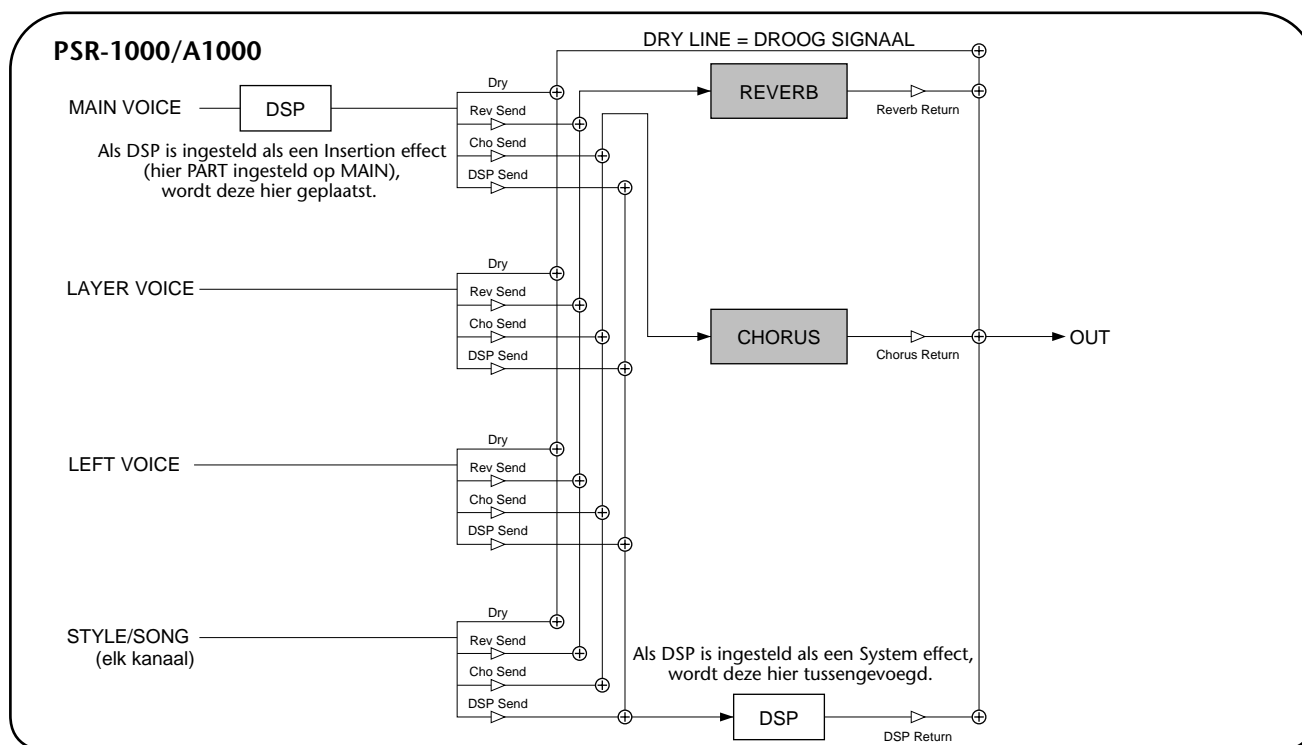 PSR-1000/A1000
DRY LINE = DROOG SIGNAAL
MAIN VOICE
DSP
Als DSP is ingesteld als een Insertion effect
(hier PART ingesteld op MAIN),
wordt deze hier geplaatst.
Dry
Rev Send
Cho Send
DSP Send
REVERB
Reverb Return
LAYER VOICE
Dry
Rev Send
Cho Send
DSP Send
CHORUS
Chorus Return
OUT
LEFT VOICE
Dry
Rev Send
Cho Send
DSP Send
STYLE/SONG
(elk kanaal)
Dry
Rev Send
Cho Send
DSP Send
Als DSP is ingesteld als een System effect,
wordt deze hier tussengevoegd.
DSP
DSP Return